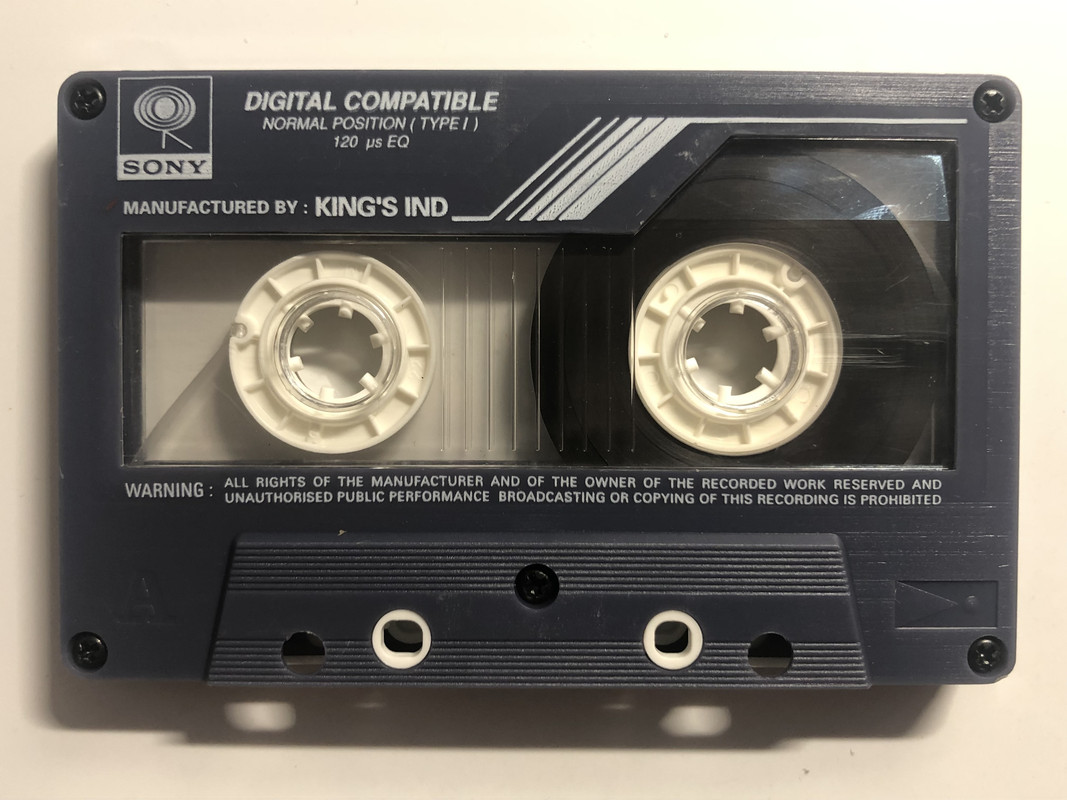 DIGITAL COMPATIBLE
NORMAL POSITION ( TYPE I )
120 µs EQ
SONY
MANUFACTURED BY : KING'S IND
WARNING : ALL RIGHTS OF THE MANUFACTURER AND OF THE OWNER OF THE RECORDED WORK RESERVED AND
UNAUTHORISED PUBLIC PERFORMANCE BROADCASTING OR COPYING OF THIS RECORDING IS PROHIBITED
A